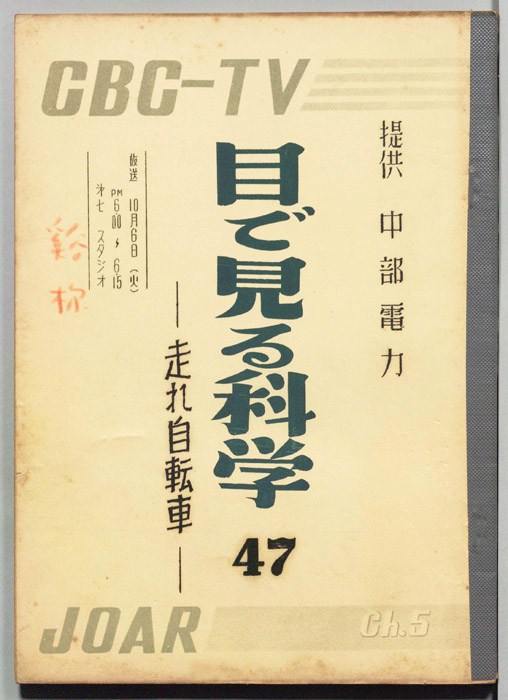 CBC-TV
提供 中部電力
目で見る科学
47
―走れ自転車―
放送 10月6日(火)
PM 6:00〜6:15
第七 スタジオ
JOAR
Ch.5